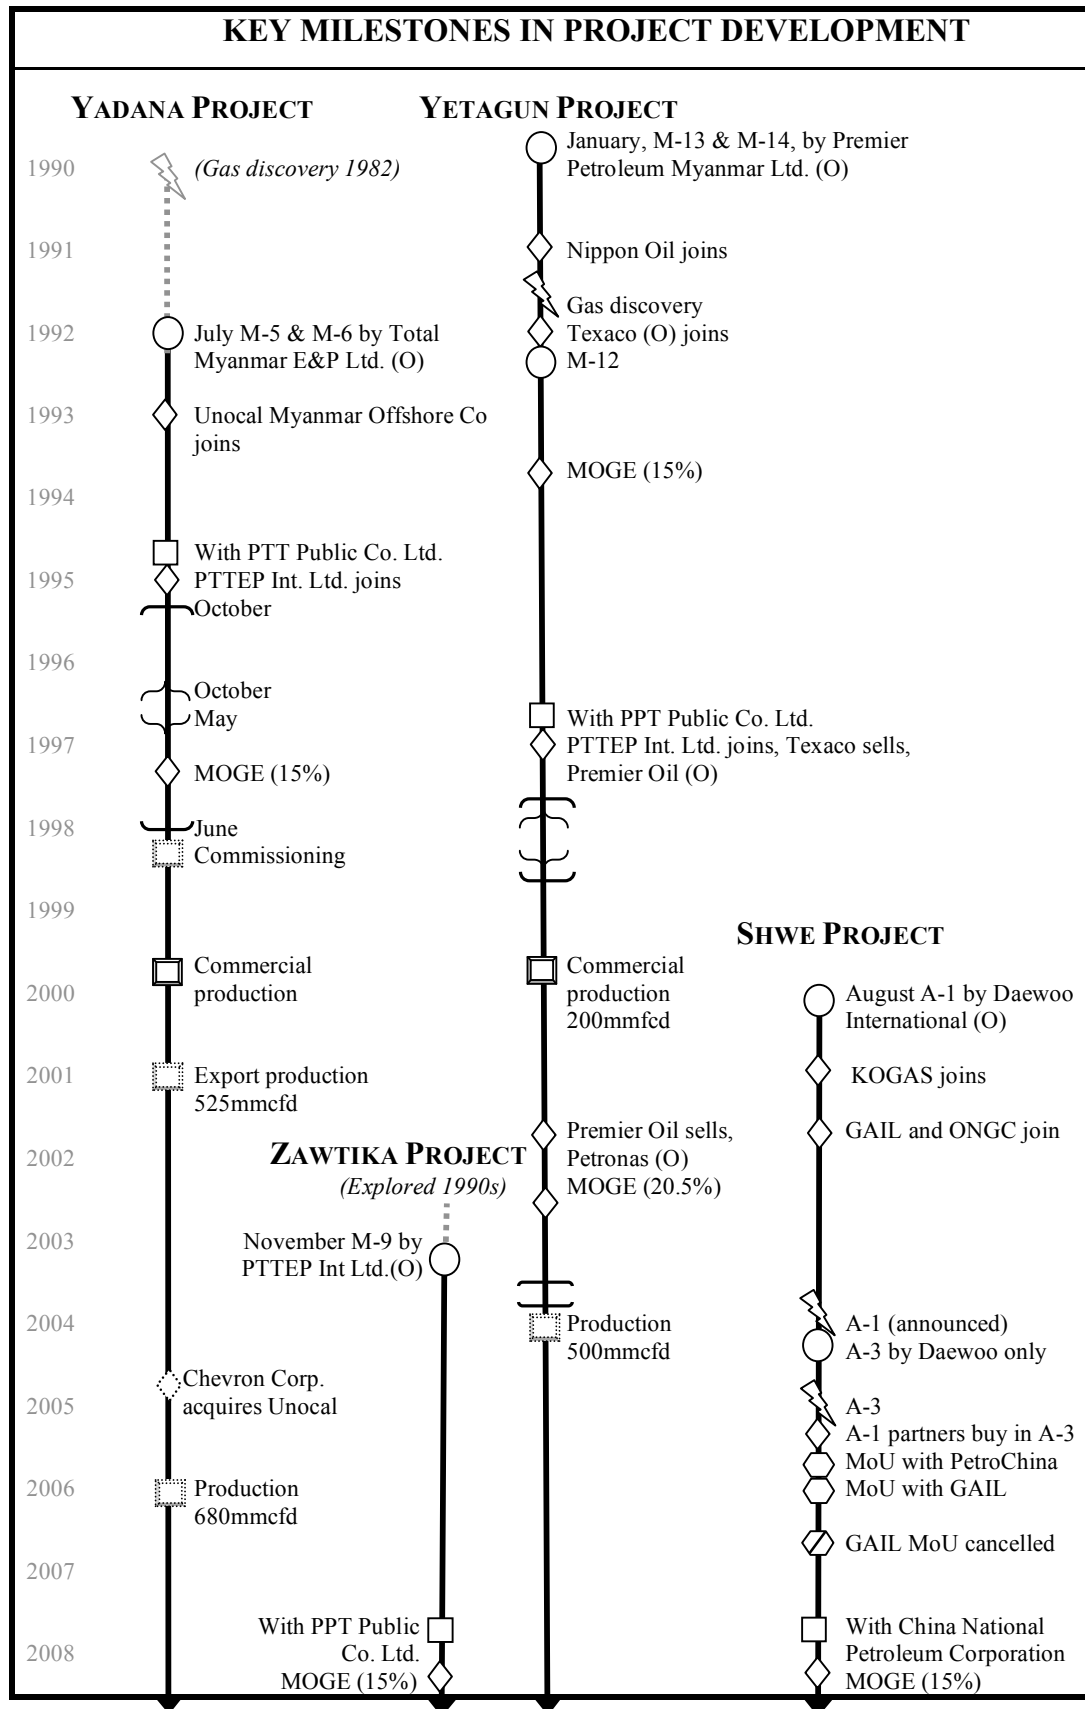 KEY MILESTONES IN PROJECT DEVELOPMENT
YADANA PROJECT
YETAGUN PROJECT
1990
(Gas discovery 1982)
January, M-13 & M-14, by Premier
Petroleum Myanmar Ltd. (O)
1991
Nippon Oil joins
Gas discovery
1992
July M-5 & M-6 by Total
Myanmar E&P Ltd. (O)
Texaco (O) joins
M-12
1993
Unocal Myanmar Offshore Co
joins
MOGE (15%)
1994
With PTT Public Co. Ltd.
1995
PTTEP Int. Ltd. joins
October
1996
October
May
With PPT Public Co. Ltd.
1997
PTTEP Int. Ltd. joins, Texaco sells,
Premier Oil (O)
MOGE (15%)
1998
June
Commissioning
1999
SHWE PROJECT
Commercial
production
Commercial
production
200mmfcd
2000
August A-1 by Daewoo
International (O)
2001
Export production
525mmcfd
KOGAS joins
GAIL and ONGC join
2002
ZAWTIKA PROJECT
(Explored 1990s)
Premier Oil sells,
Petronas (O)
MOGE (20.5%)
2003
November M-9 by
PTTEP Int Ltd.(O)
2004
Production
500mmcfd
A-1 (announced)
A-3 by Daewoo only
Chevron Corp.
acquires Unocal
2005
A-3
A-1 partners buy in A-3
MoU with PetroChina
2006
Production
680mmcfd
MoU with GAIL
GAIL MoU cancelled
2007
With PPT Public
Co. Ltd.
MOGE (15%)
With China National
Petroleum Corporation
MOGE (15%)
2008